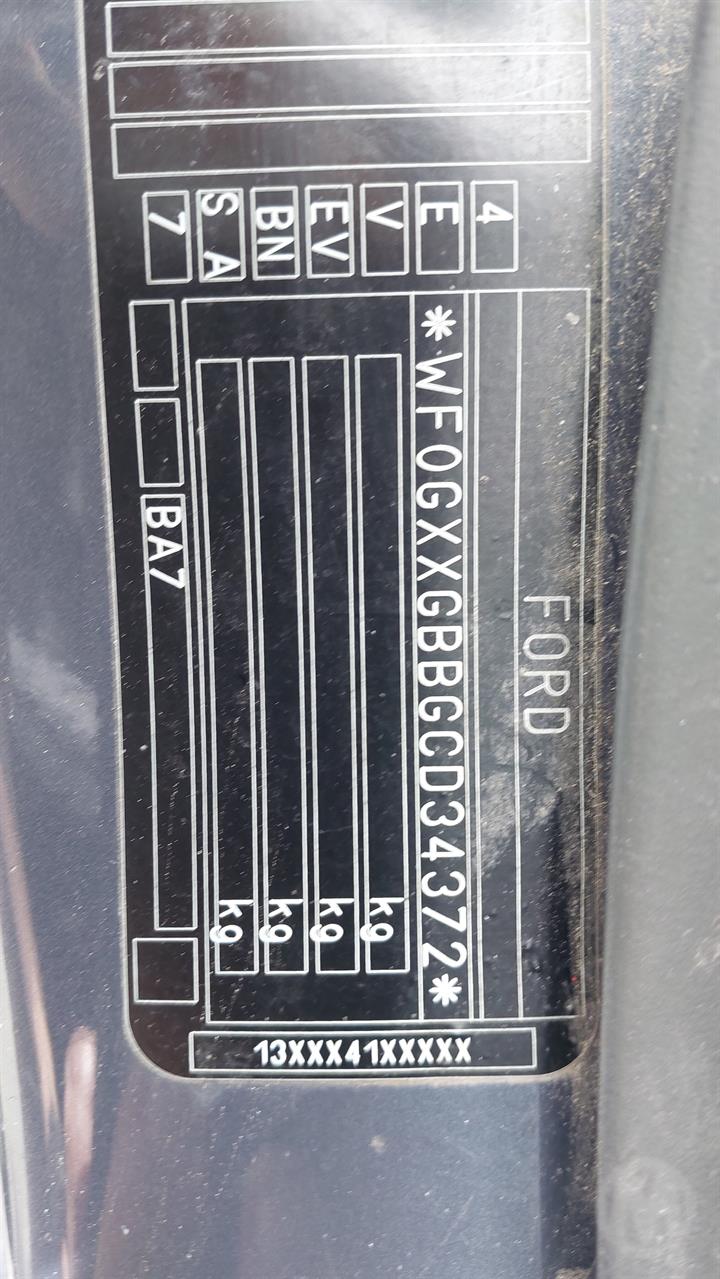 FORD
4
E *WF0GXXGBBGCD34372*
V kg
EV kg
BN kg
S A kg
7 BA7
13XXX41XXXXX